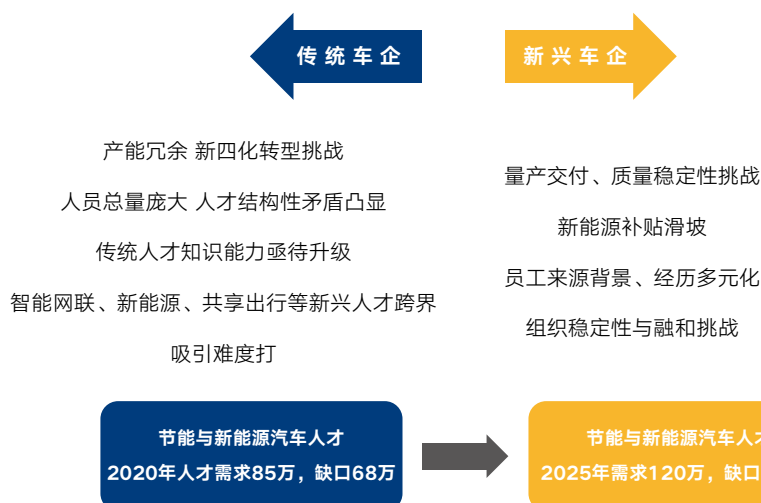 传统车企
新兴车企
产能冗余 新四化转型挑战
人员总量庞大 人才结构性矛盾凸显
传统人才知识能力亟待升级
智能网联、新能源、共享出行等新兴人才跨界
吸引难度打
量产交付、质量稳定性挑战
新能源补贴滑坡
员工来源背景、经历多元化
组织稳定性与融和挑战
节能与新能源汽车人才
2020年人才需求85万，缺口68万
节能与新能源汽车人
2025年需求120万，缺口